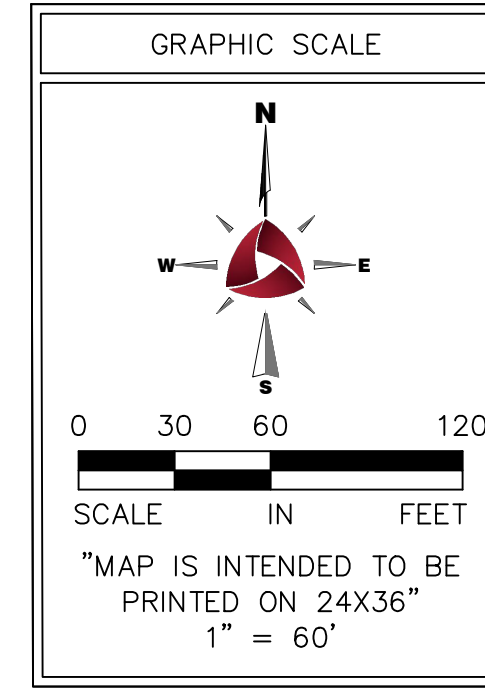 GRAPHIC SCALE
N
W E
S
0 30 60 120
SCALE IN FEET
"MAP IS INTENDED TO BE
PRINTED ON 24X36"
1" = 60'